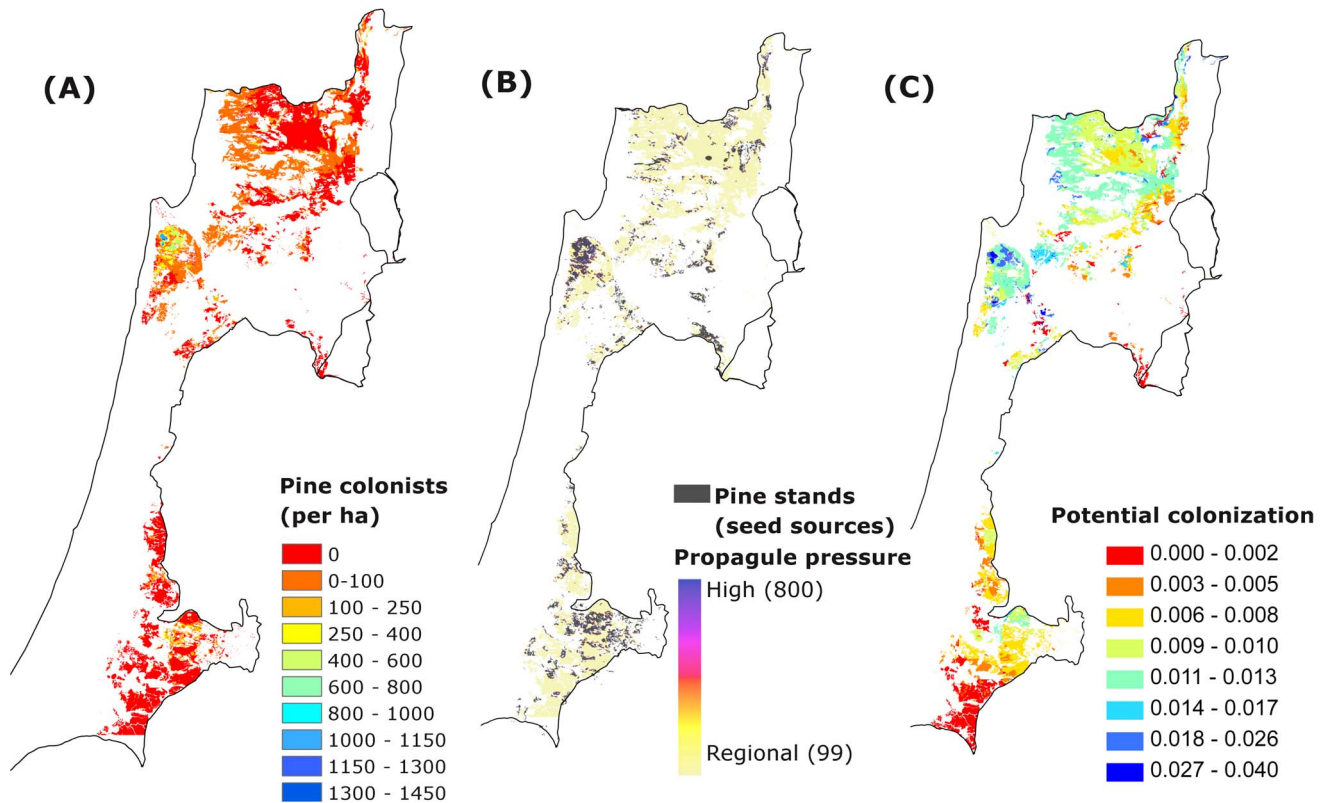 (A)
Pine colonists
(per ha)
0
0-100
100 - 250
250 - 400
400 - 600
600 - 800
800 - 1000
1000 - 1150
1150 - 1300
1300 - 1450
(B)
Pine stands
(seed sources)
Propagule pressure
High (800)
Regional (99)
(C)
Potential colonization
0.000 - 0.002
0.003 - 0.005
0.006 - 0.008
0.009 - 0.010
0.011 - 0.013
0.014 - 0.017
0.018 - 0.026
0.027 - 0.040